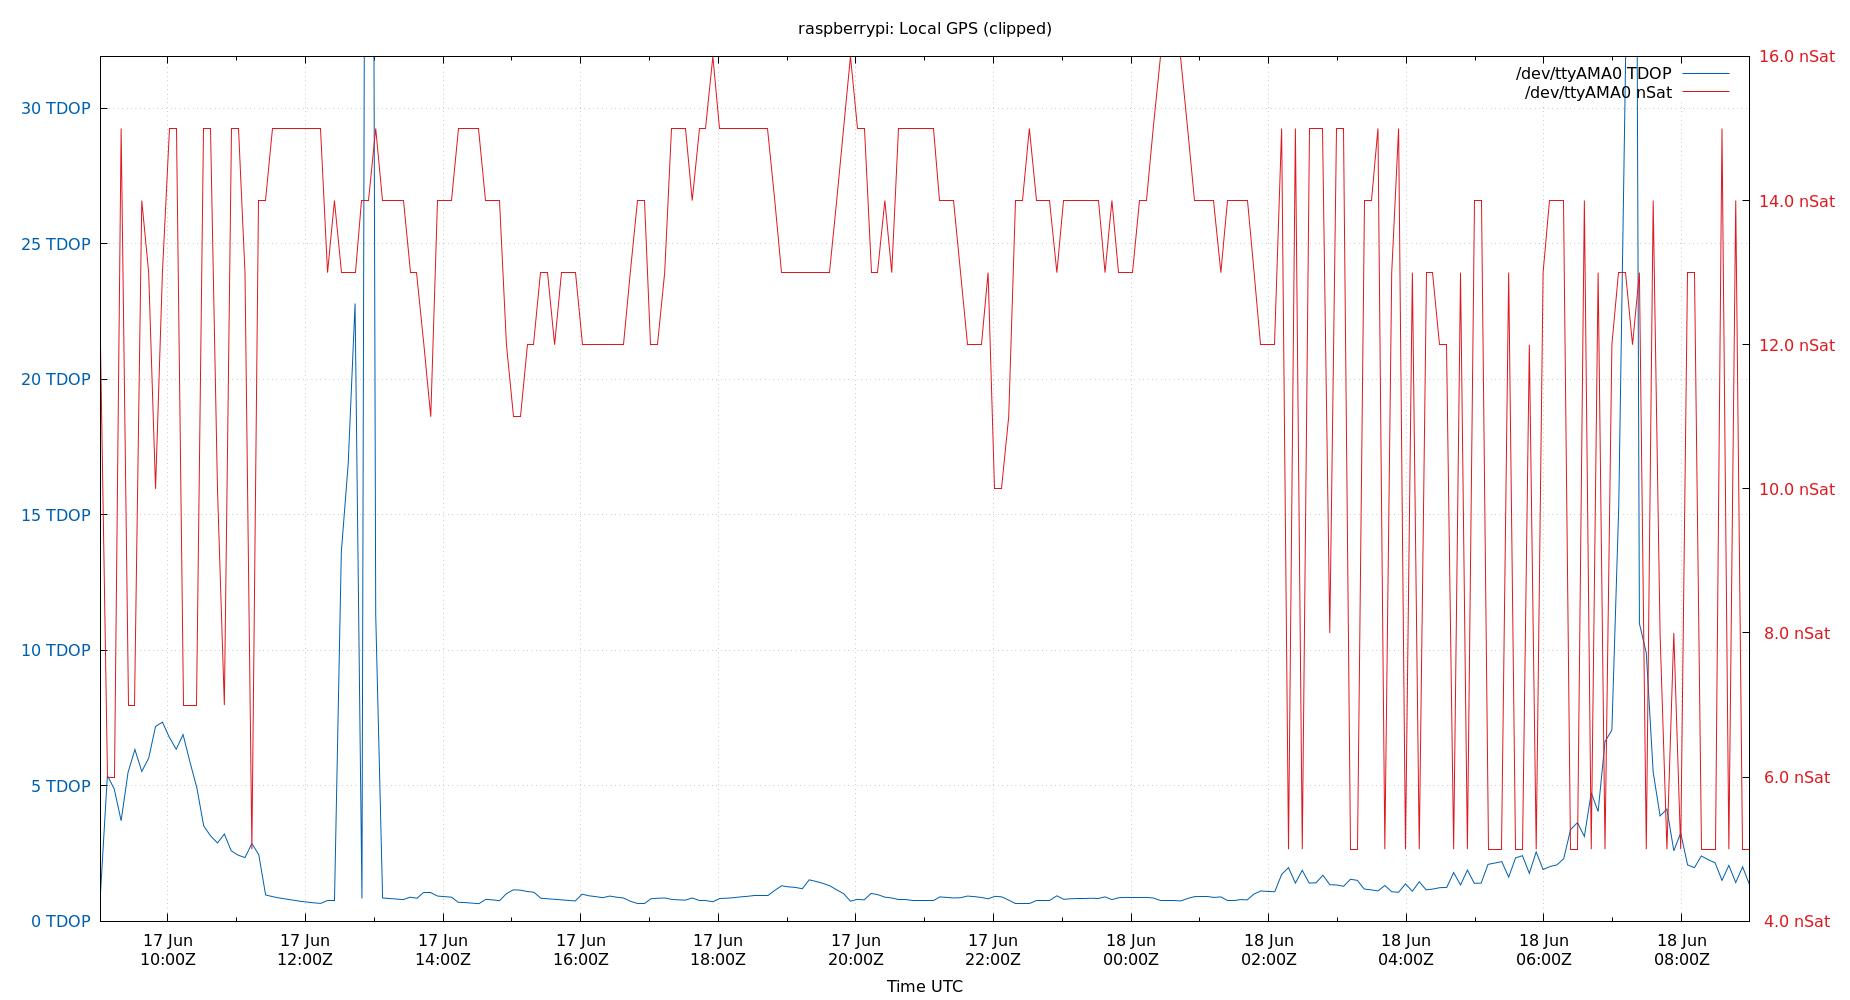 raspberrypi: Local GPS (clipped)
16.0 nSat
/dev/ttyAMA0 TDOP
/dev/ttyAMA0 nSat
30 TDOP
14.0 nSat
25 TDOP
12.0 nSat
20 TDOP
10.0 nSat
15 TDOP
8.0 nSat
10 TDOP
6.0 nSat
5 TDOP
0 TDOP
4.0 nSat
17 Jun 17 Jun 17 Jun 17 Jun 17 Jun 17 Jun 17 Jun 18 Jun 18 Jun 18 Jun 18 Jun 18 Jun
10:00Z 12:00Z 14:00Z 16:00Z 18:00Z 20:00Z 22:00Z 00:00Z 02:00Z 04:00Z 06:00Z 08:00Z
Time UTC